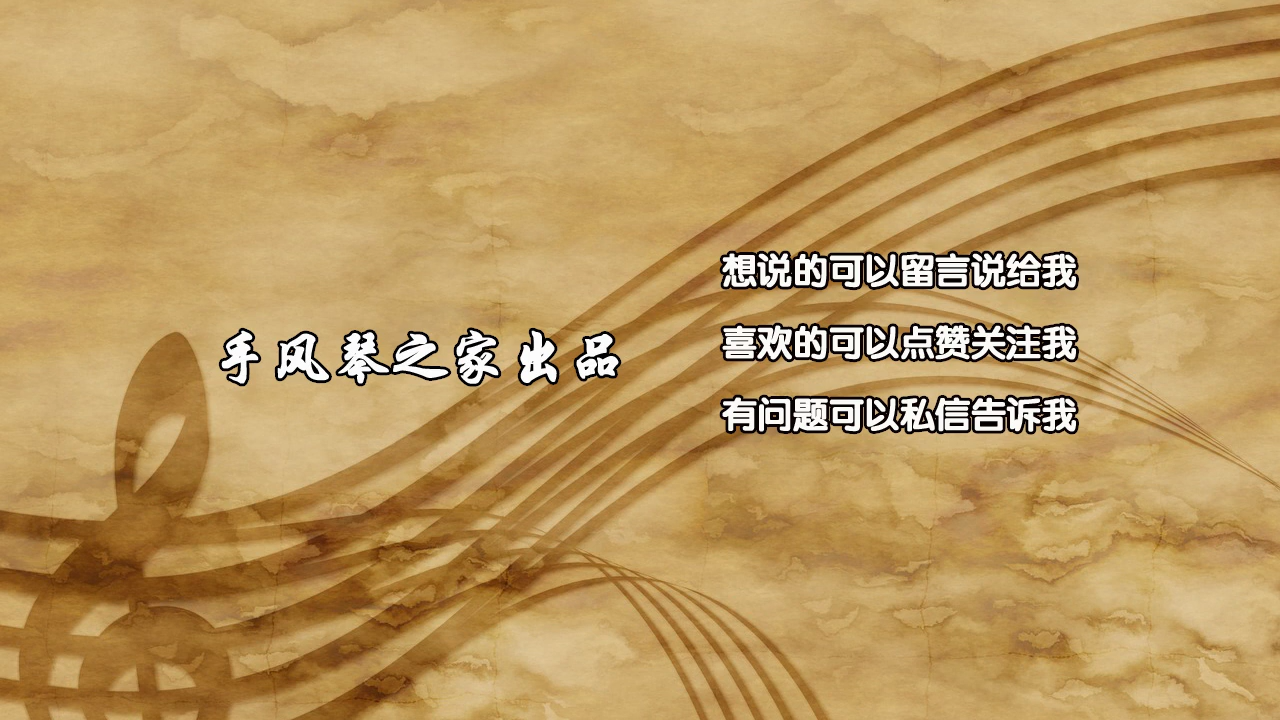 手风琴之家出品
想说的可以留言说给我
喜欢的可以点赞关注我
有问题可以私信告诉我